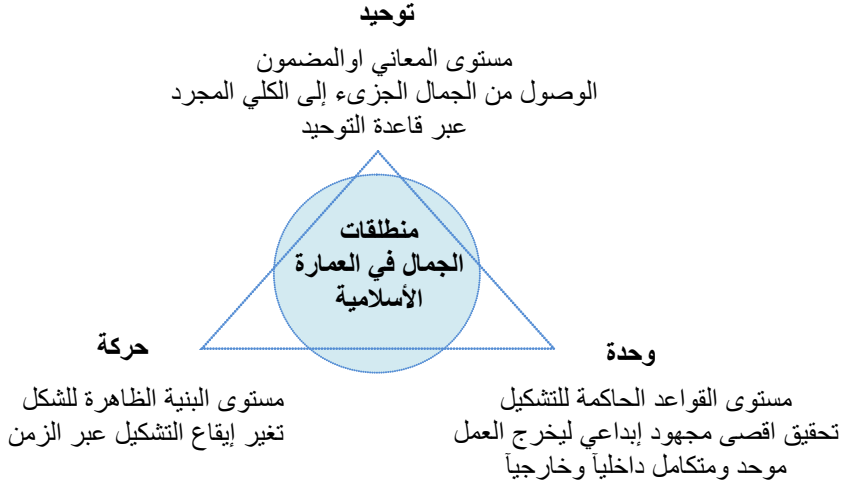 توحيد
مستوى المعاني اوالمضمون
الوصول من الجمال الجزىء إلى الكلي المجرد
عبر قاعدة التوحيد
منطلقات
الجمال في العمارة
الأسلامية
وحدة
مستوى القواعد الحاكمة للتشكيل
تحقيق اقصى مجهود إبداعي ليخرج العمل
موحد ومتكامل داخليآ وخارجيآ
حركة
مستوى البنية الظاهرة للشكل
تغير إيقاع التشكيل عبر الزمن